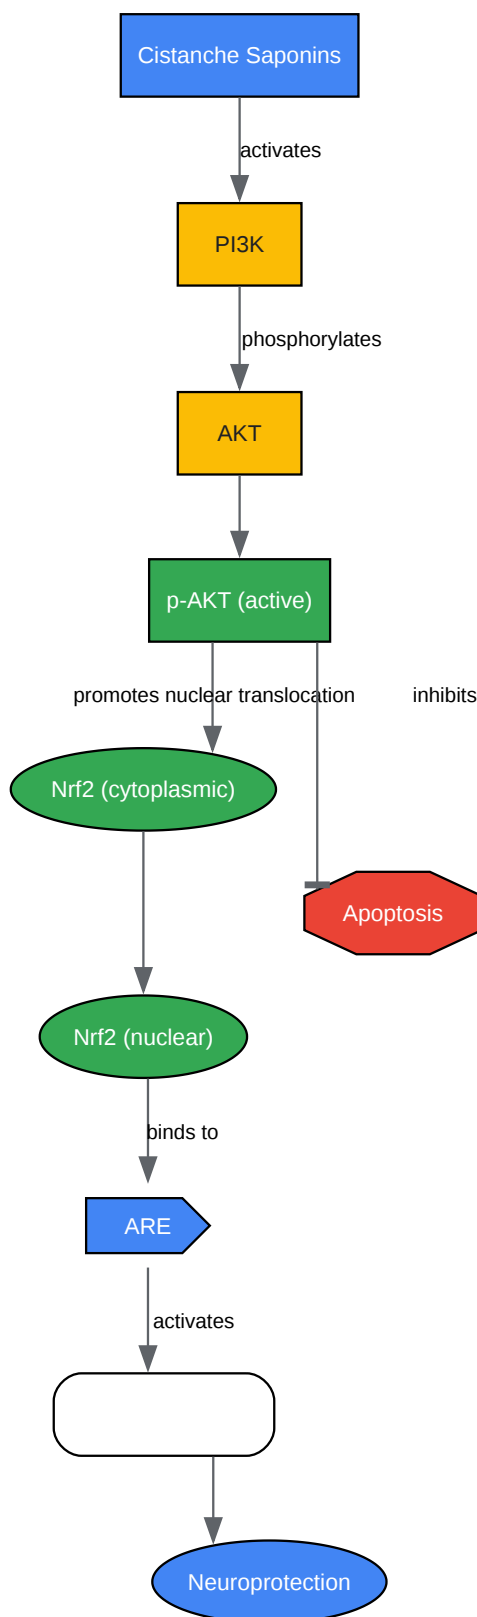 Cistanche Saponins
activates
PI3K
phosphorylates
AKT
p-AKT (active)
promotes nuclear translocation
inhibits
Nrf2 (cytoplasmic)
Apoptosis
Nrf2 (nuclear)
binds to
ARE
activates
Neuroprotection